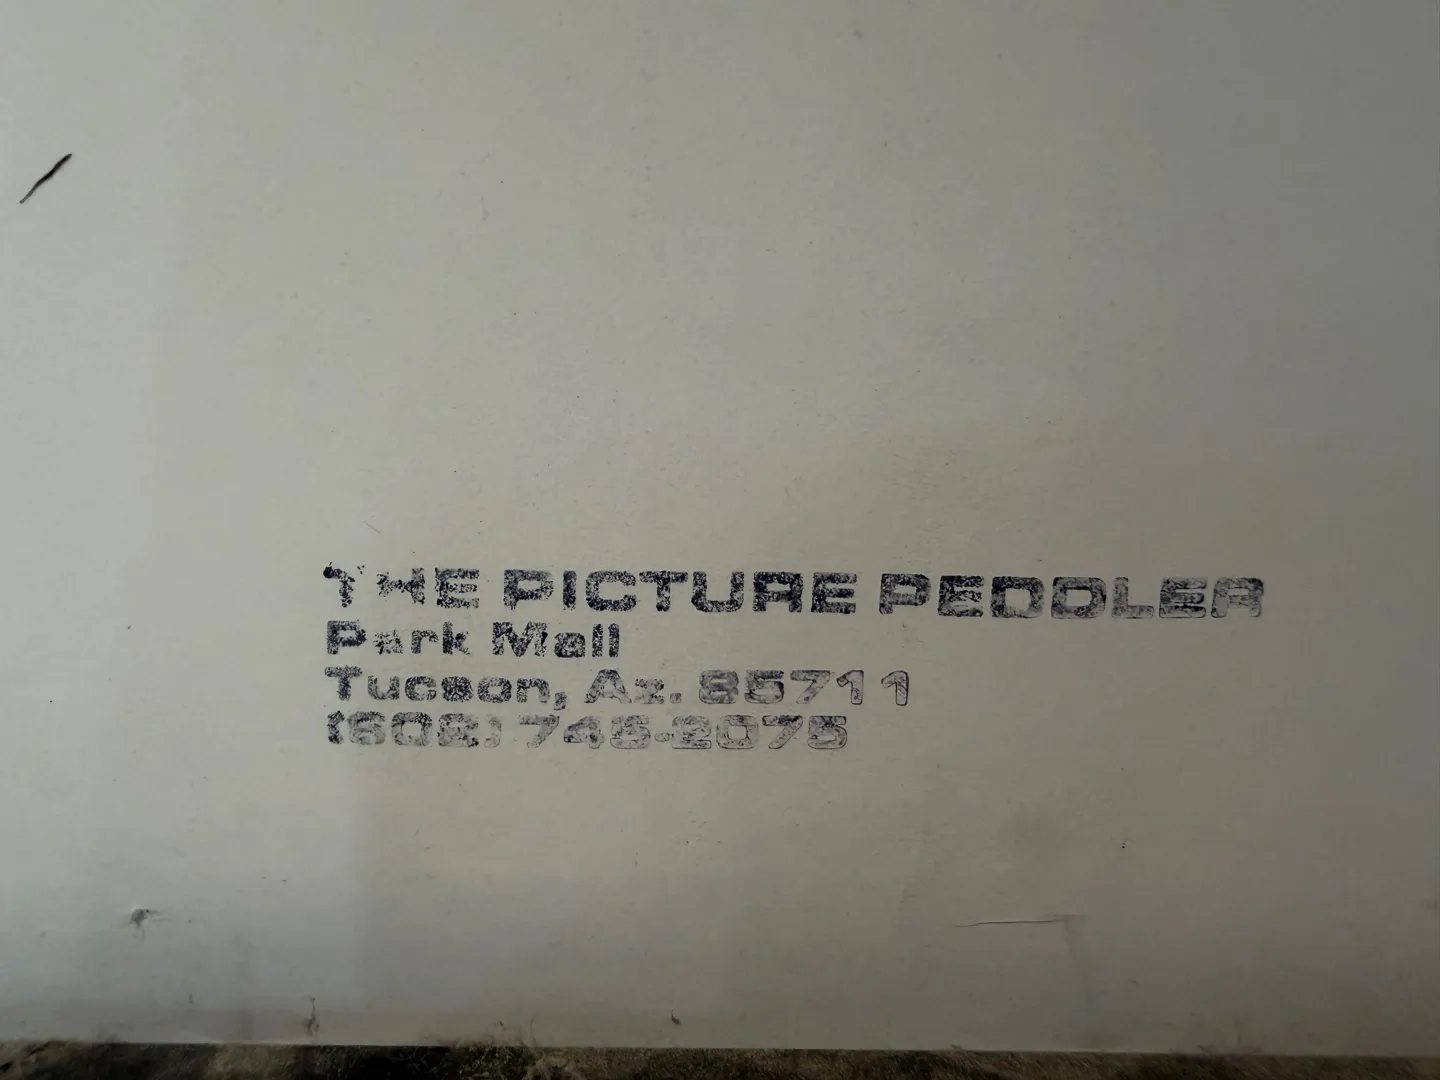 THE PICTURE PEDDLER
Park Mall
Tucson, Az. 85711
(602) 745-2075